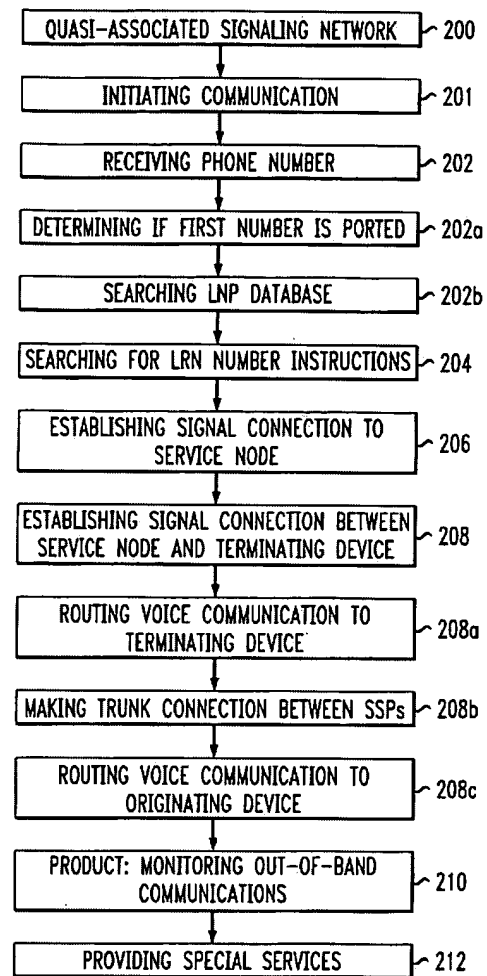 QUASI-ASSOCIATED SIGNALING NETWORK 200
INITIATING COMMUNICATION 201
RECEIVING PHONE NUMBER 202
DETERMINING IF FIRST NUMBER IS PORTED 202a
SEARCHING LNP DATABASE 202b
SEARCHING FOR LRN NUMBER INSTRUCTIONS 204
ESTABLISHING SIGNAL CONNECTION TO
SERVICE NODE 206
ESTABLISHING SIGNAL CONNECTION BETWEEN
SERVICE NODE AND TERMINATING DEVICE 208
ROUTING VOICE COMMUNICATION TO
TERMINATING DEVICE 208a
MAKING TRUNK CONNECTION BETWEEN SSPs 208b
ROUTING VOICE COMMUNICATION TO
ORIGINATING DEVICE 208c
PRODUCT: MONITORING OUT-OF-BAND
COMMUNICATIONS 210
PROVIDING SPECIAL SERVICES 212